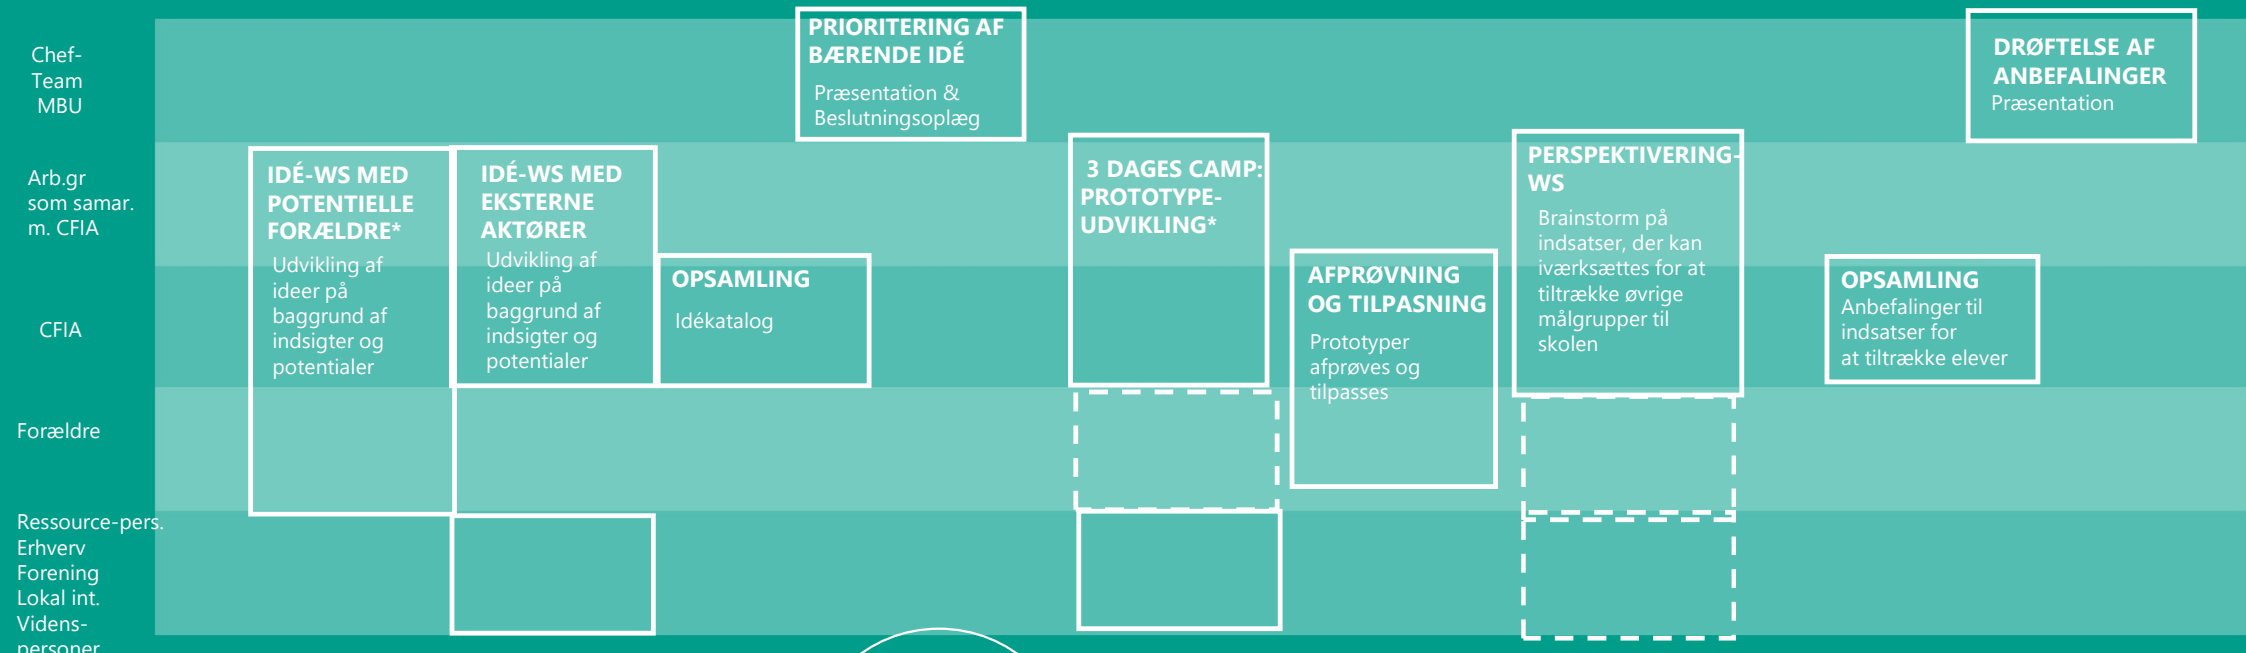 Chef-
Team
MBU
Arb.gr
som samar.
m. CFIA
CFIA
Forældre
Ressource-pers.
Erhverv
Forening
Lokal int.
Videns-
personer
IDÉ-WS MED
POTENTIELLE
FORÆLDRE*
Udvikling af
ideer på
baggrund af
indsigter og
potentialer
IDÉ-WS MED
EKSTERNE
AKTØRER
Udvikling af
ideer på
baggrund af
indsigter og
potentialer
OPSAMLING
Idékatalog
PRIORITERING AF
BÆRENDE IDÉ
Præsentation &
Beslutningsoplæg
3 DAGES CAMP:
PROTOTYPE-
UDVIKLING*
AFPRØVNING
OG TILPASNING
Prototyper
afprøves og
tilpasses
PERSPEKTIVERING-
WS
Brainstorm på
indsatser, der kan
iværksættes for at
tiltrække øvrige
målgrupper til
skolen
OPSAMLING
Anbefalinger til
indsatser for
at tiltrække elever
DRØFTELSE AF
ANBEFALINGER
Præsentation